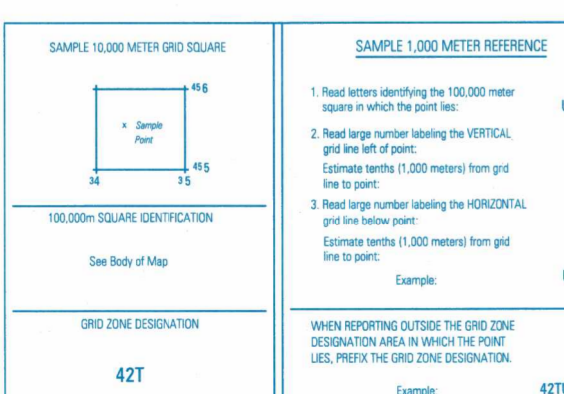 SAMPLE 10,000 METER GRID SQUARE
456
x Sample
Point
455
34
35
100,000m SQUARE IDENTIFICATION
See Body of Map
GRID ZONE DESIGNATION
42T
SAMPLE 1,000 METER REFERENCE
1. Read letters identifying the 100,000 meter
square in which the point lies:
2. Read large number labeling the VERTICAL
grid line left of point:
Estimate tenths (1,000 meters) from grid
line to point:
3. Read large number labeling the HORIZONTAL
grid line below point:
Estimate tenths (1,000 meters) from grid
line to point:
Example:
WHEN REPORTING OUTSIDE THE GRID ZONE
DESIGNATION AREA IN WHICH THE POINT
LIES, PREFIX THE GRID ZONE DESIGNATION.
Example: